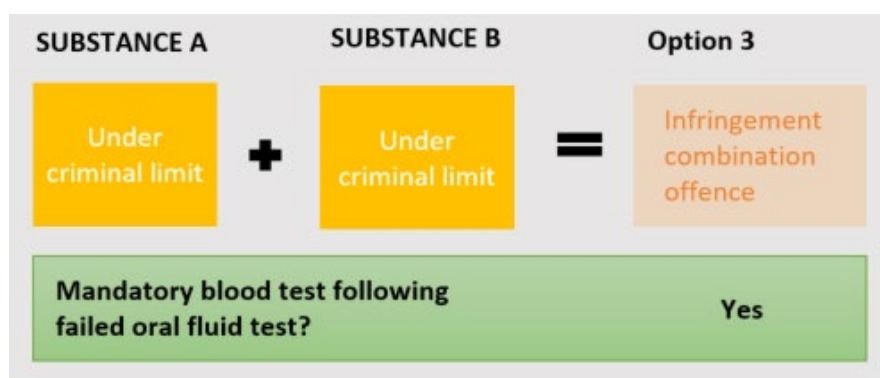 SUBSTANCE A
SUBSTANCE B
Option 3
Under
criminal limit
Under
criminal limit
Infringement
combination
offence
Mandatory blood test following
failed oral fluid test?
Yes